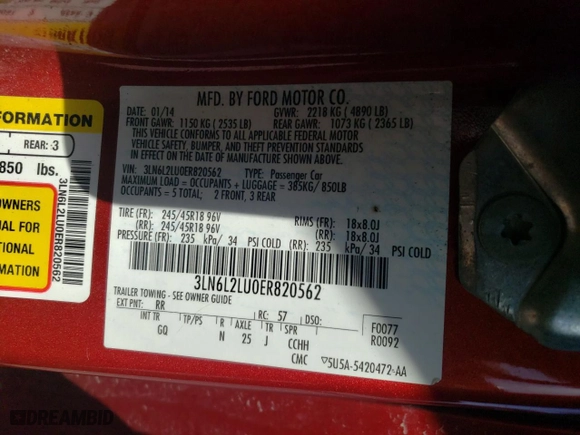 FORMATION
REAR: 3
850 lbs.
OWNERS
3LN6L2LU0ER820562
MFD. BY FORD MOTOR CO.
DATE: 01/14 GVWR: 2218 KG ( 4890 LB)
FRONT GAWR: 1150 KG ( 2535 LB) REAR GAWR: 1073 KG ( 2365 LB)
THIS VEHICLE CONFORMS TO ALL APPLICABLE FEDERAL MOTOR
VEHICLE SAFETY, BUMPER, AND THEFT PREVENTION STANDARDS IN
EFFECT ON THE DATE OF MANUFACTURE SHOWN ABOVE.
VIN: 3LN6L2LU0ER820562 TYPE: Passenger Car
MAXIMUM LOAD = OCCUPANTS + LUGGAGE = 385KG/ 850LB
OCCUPANTS = 5 TOTAL: 2 FRONT, 3 REAR
TIRE (FR): 245/45R18 96V RIMS (FR): 18x8.0J
(RR): 245/45R18 96V (RR): 18x8.0J
PRESSURE (FR): 235 kPa/ 34 PSI COLD (RR): 235 kPa/ 34 PSI COLD
3LN6L2LU0ER820562
TRAILER TOWING - SEE OWNER GUIDE
EXT PNT: RR RC: 57 DSO: F0077
R0092
INT TR TP/PS R AXLE TR SPR
GQ N 25 J CCHH
CMC 5U5A-5420472-AA
DREAMBID